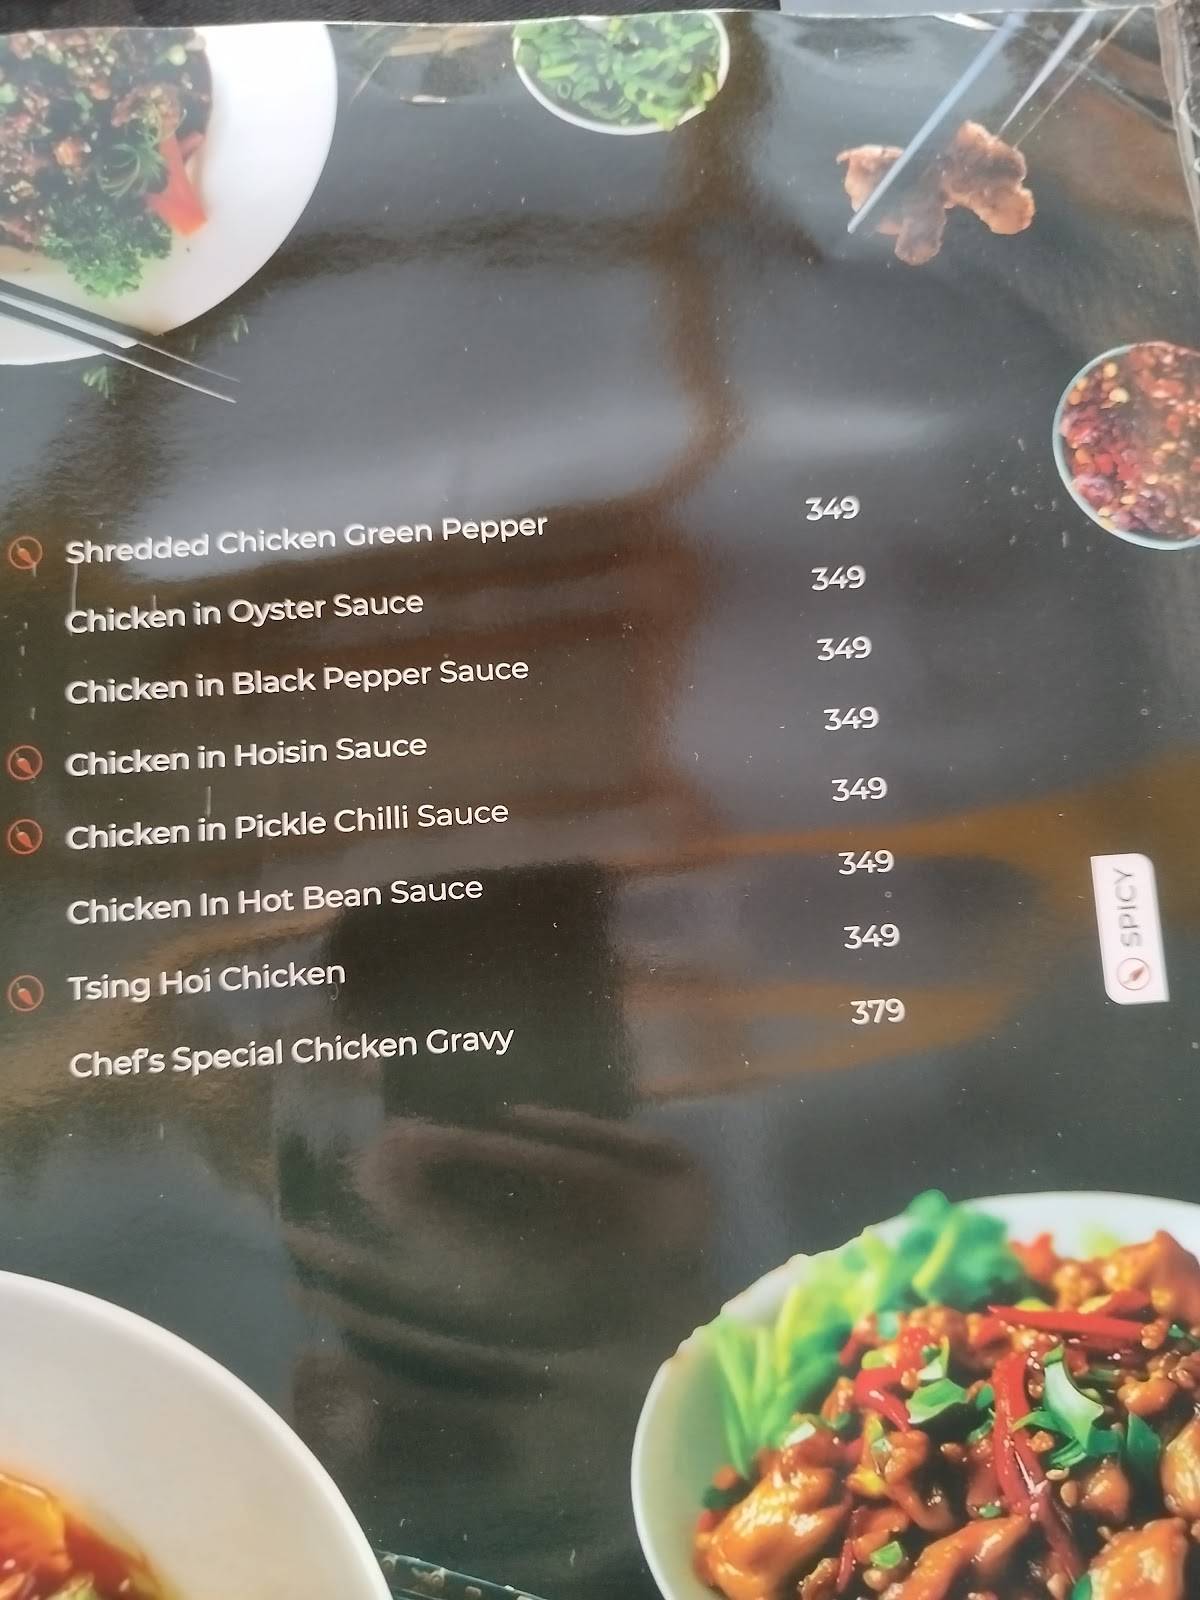 Shredded Chicken Green Pepper 349
Chicken in Oyster Sauce 349
Chicken in Black Pepper Sauce 349
Chicken in Hoisin Sauce 349
Chicken in Pickle Chilli Sauce 349
Chicken In Hot Bean Sauce 349
Tsing Hoi Chicken 349
Chef's Special Chicken Gravy 379
SPICY